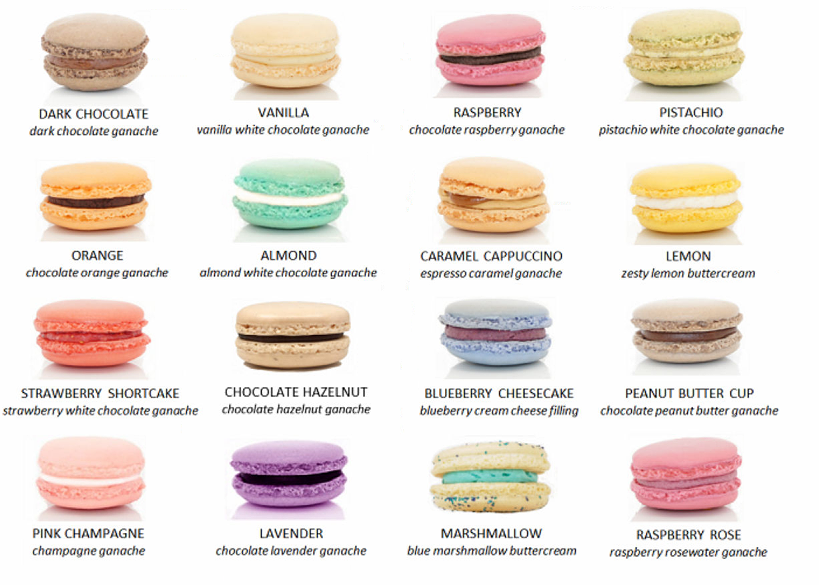 DARK CHOCOLATE
dark chocolate ganache
VANILLA
vanilla white chocolate ganache
RASPBERRY
chocolate raspberry ganache
PISTACHIO
pistachio white chocolate ganache
ORANGE
chocolate orange ganache
ALMOND
almond white chocolate ganache
CARAMEL CAPPUCCINO
espresso caramel ganache
LEMON
zesty lemon buttercream
STRAWBERRY SHORTCAKE
strawberry white chocolate ganache
CHOCOLATE HAZELNUT
chocolate hazelnut ganache
BLUEBERRY CHEESECAKE
blueberry cream cheese filling
PEANUT BUTTER CUP
chocolate peanut butter ganache
PINK CHAMPAGNE
champagne ganache
LAVENDER
chocolate lavender ganache
MARSHMALLOW
blue marshmallow buttercream
RASPBERRY ROSE
raspberry rosewater ganache